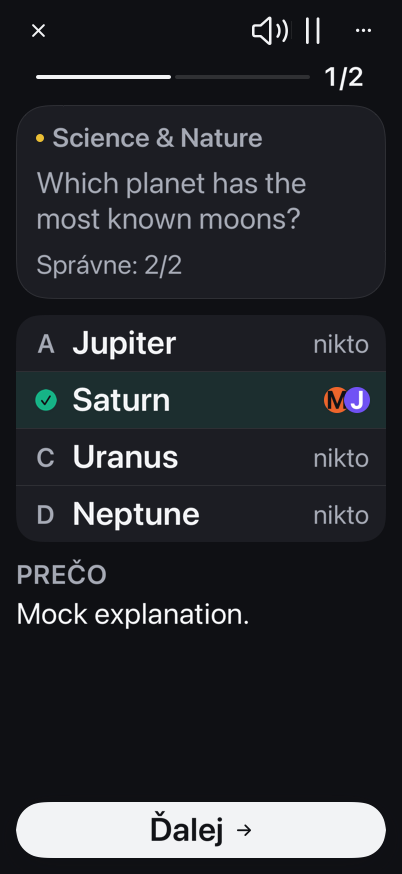 1/2
Science & Nature
Which planet has the
most known moons?
Správne: 2/2
A Jupiter nikto
Saturn M J
C Uranus nikto
D Neptune nikto
PREČO
Mock explanation.
Ďalej →